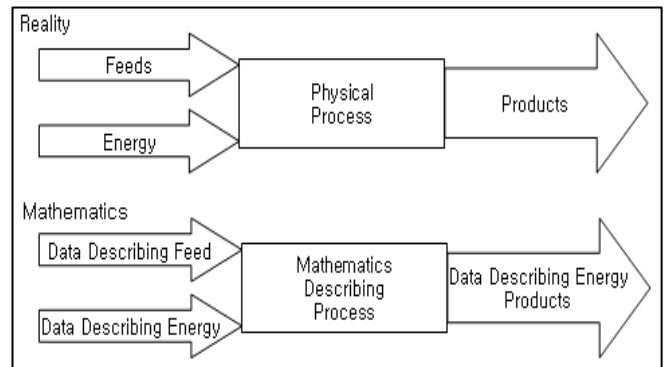 Reality
Feeds
Energy
Physical
Process
Products
Mathematics
Data Describing Feed
Data Describing Energy
Mathematics
Describing
Process
Data Describing Energy
Products